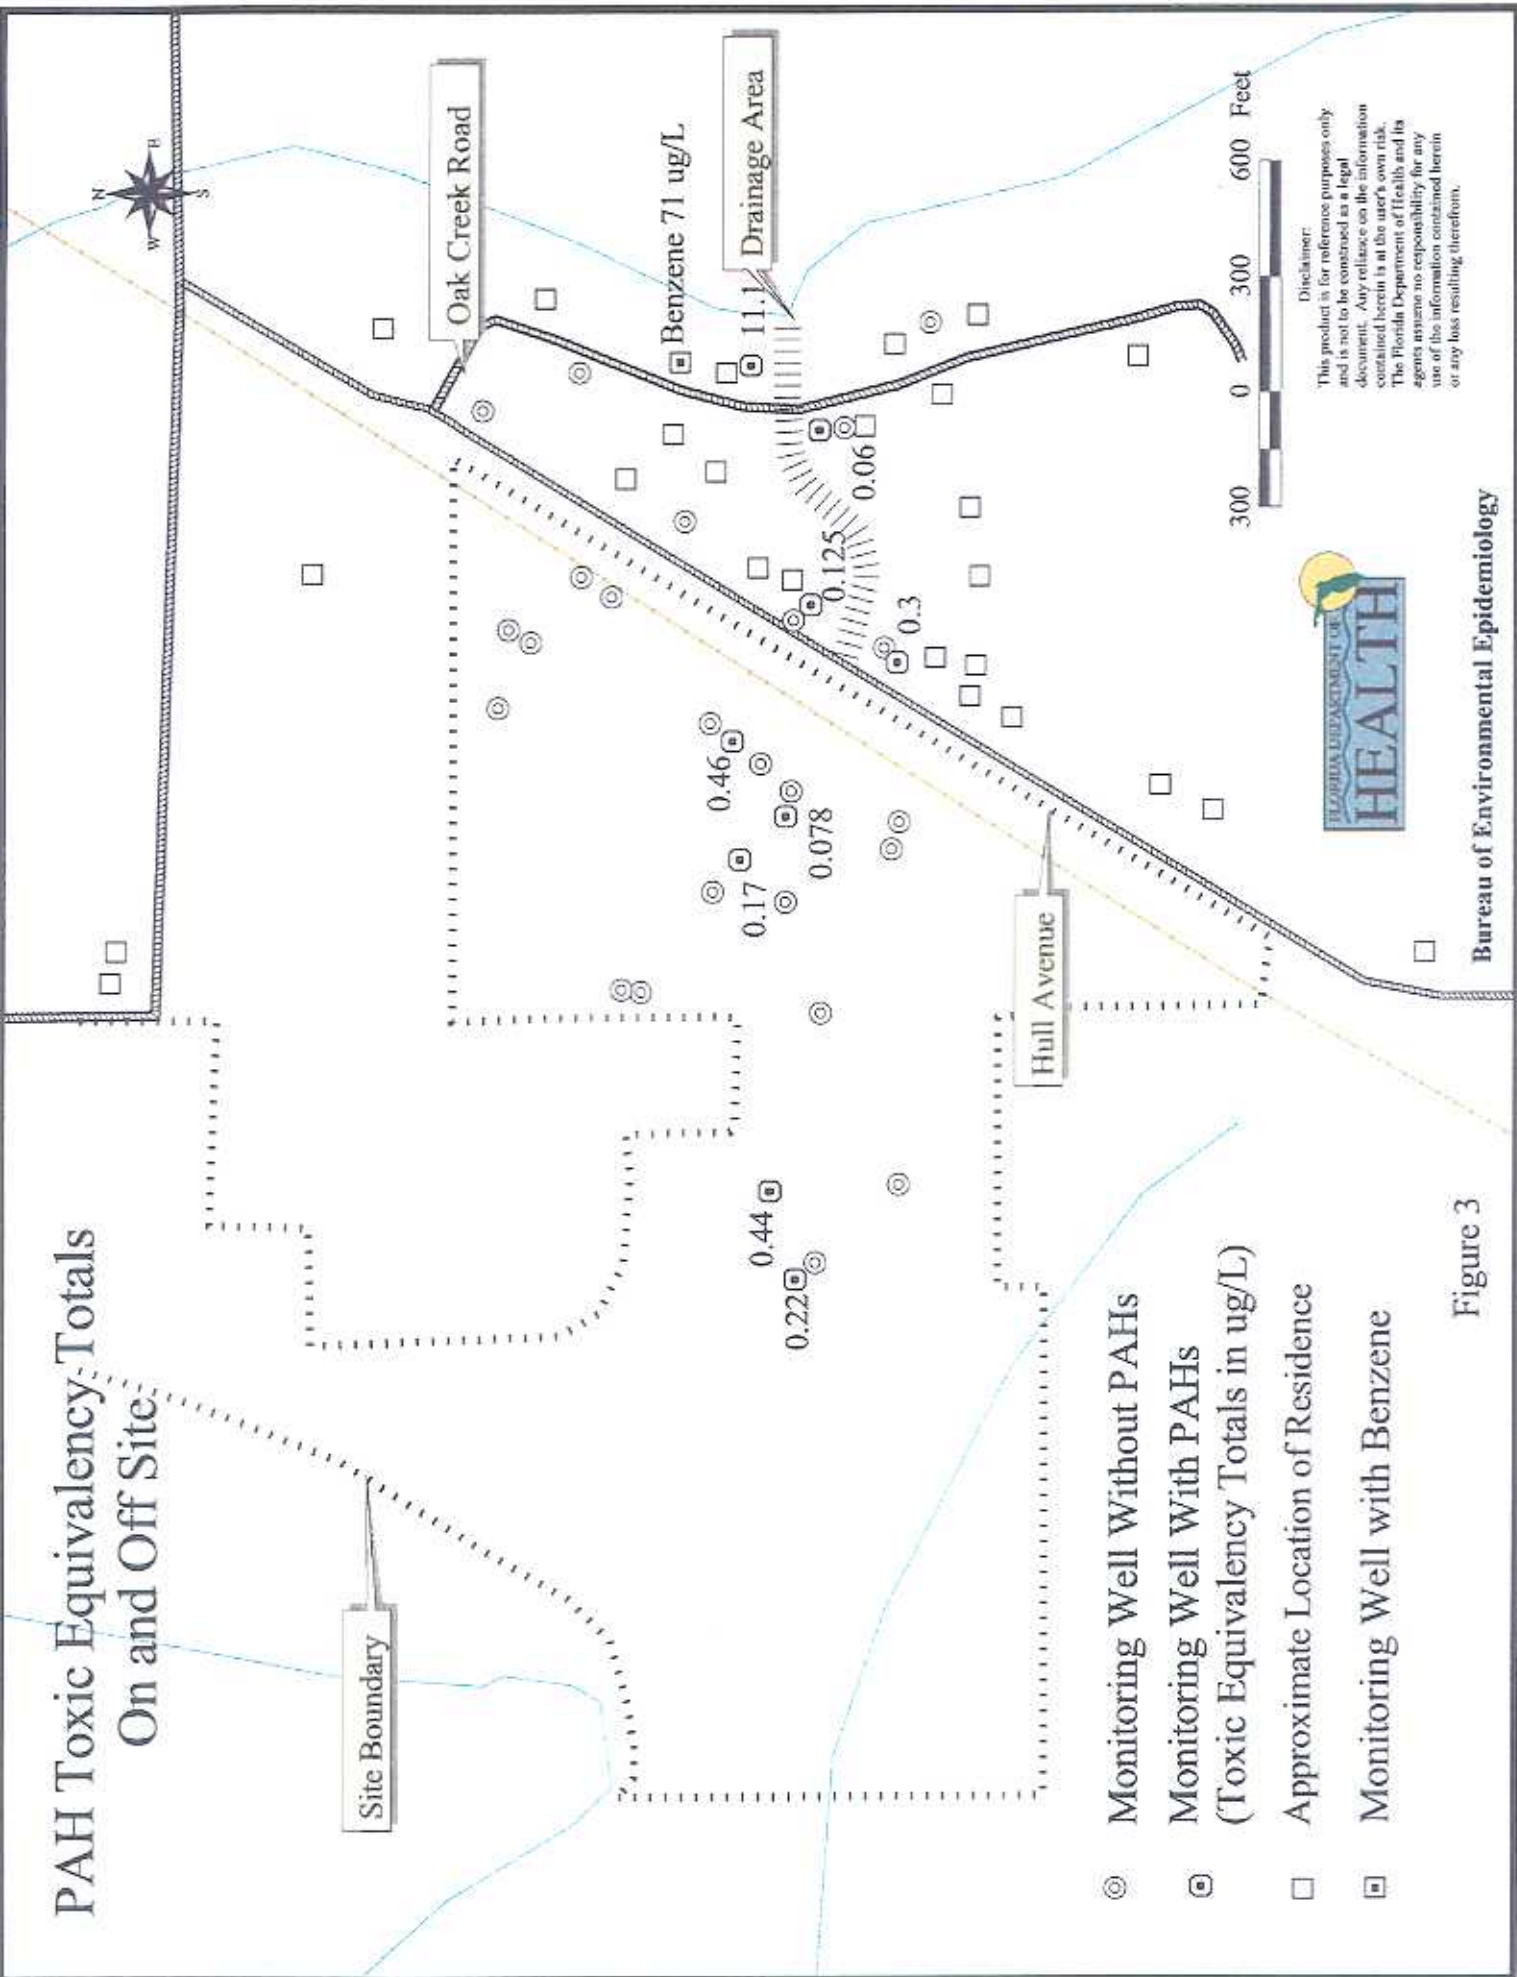 PAH Toxic Equivalency Totals
On and Off Site
N
W
E
S
Site Boundary
Oak Creek Road
Benzene 71 ug/L
11.1
Drainage Area
0.06
0.125
0.3
0.46
0.078
0.17
0.44
0.22
Hull Avenue
Monitoring Well Without PAHs
Monitoring Well With PAHs
(Toxic Equivalency Totals in ug/L)
Approximate Location of Residence
Monitoring Well with Benzene
Figure 3
300 0 300 600 Feet
Disclaimer:
This product is for reference purposes only
and is not to be construed as a legal
document. Any reliance on the information
contained herein is at the user's own risk.
The Florida Department of Health and its
agents assume no responsibility for any
use of the information contained herein
or any loss resulting therefrom.
FLORIDA DEPARTMENT OF
HEALTH
Bureau of Environmental Epidemiology